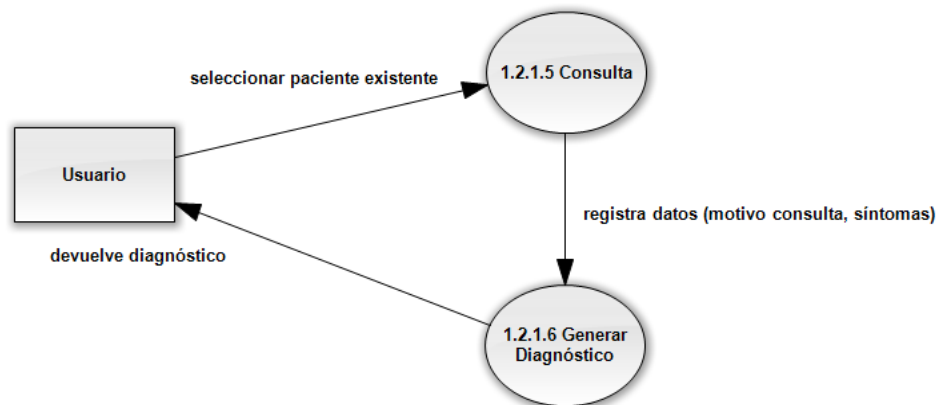 1.2.1.5 Consulta
seleccionar paciente existente
Usuario
registra datos (motivo consulta, síntomas)
devuelve diagnóstico
1.2.1.6 Generar
Diagnóstico